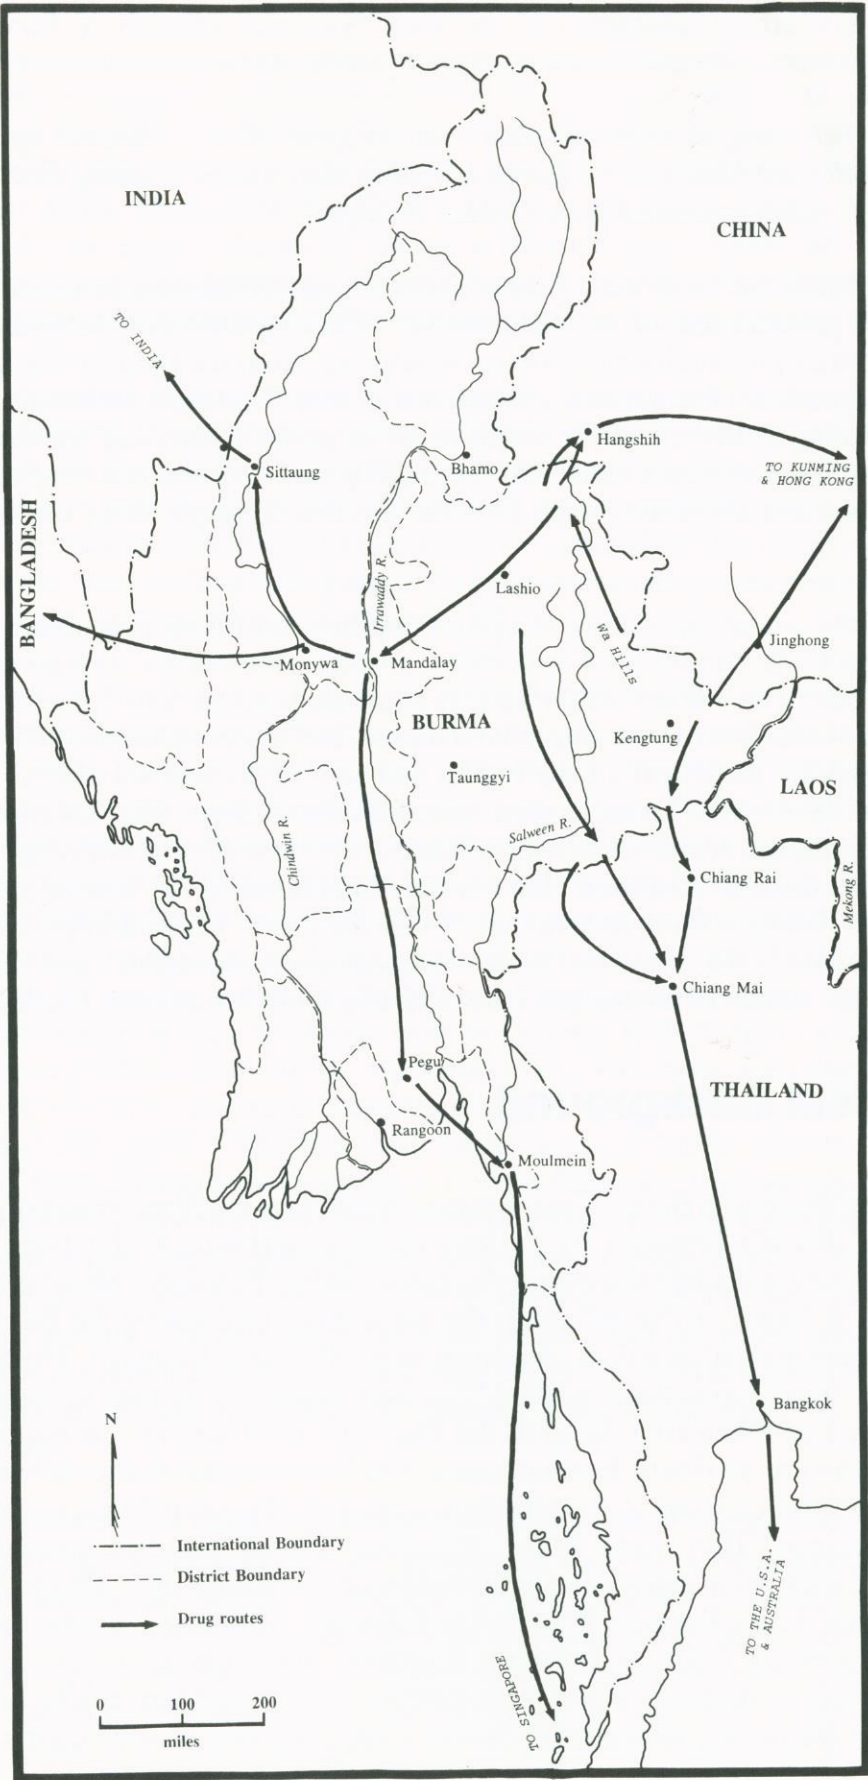 INDIA
CHINA
TO INDIA
Hangshih
Sittaung
Bhamo
TO KUNMING
& HONG KONG
BANGLADESH
Irrawaddy R.
Lashio
Wa Hills
Jinghong
Monywa
Mandalay
BURMA
Kengtung
Taunggyi
LAOS
Salween R.
Chindwin R.
Chiang Rai
Mekong R.
Chiang Mai
Pegu
THAILAND
Rangoon
Moulmein
Bangkok
N
International Boundary
District Boundary
Drug routes
TO THE U.S.A.
& AUSTRALIA
TO SINGAPORE
0 100 200
miles